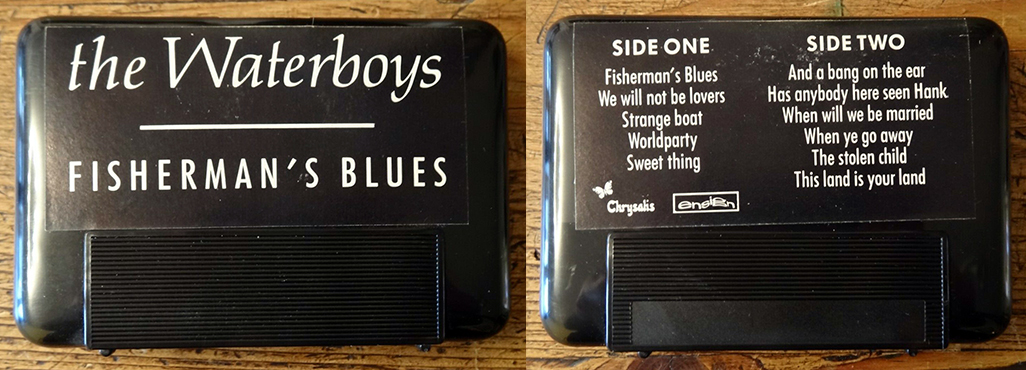 the Waterboys
FISHERMAN'S BLUES
SIDE ONE
Fisherman's Blues
We will not be lovers
Strange boat
Worldparty
Sweet thing
Chrysalis
ensign
SIDE TWO
And a bang on the ear
Has anybody here seen Hank
When will we be married
When ye go away
The stolen child
This land is your land